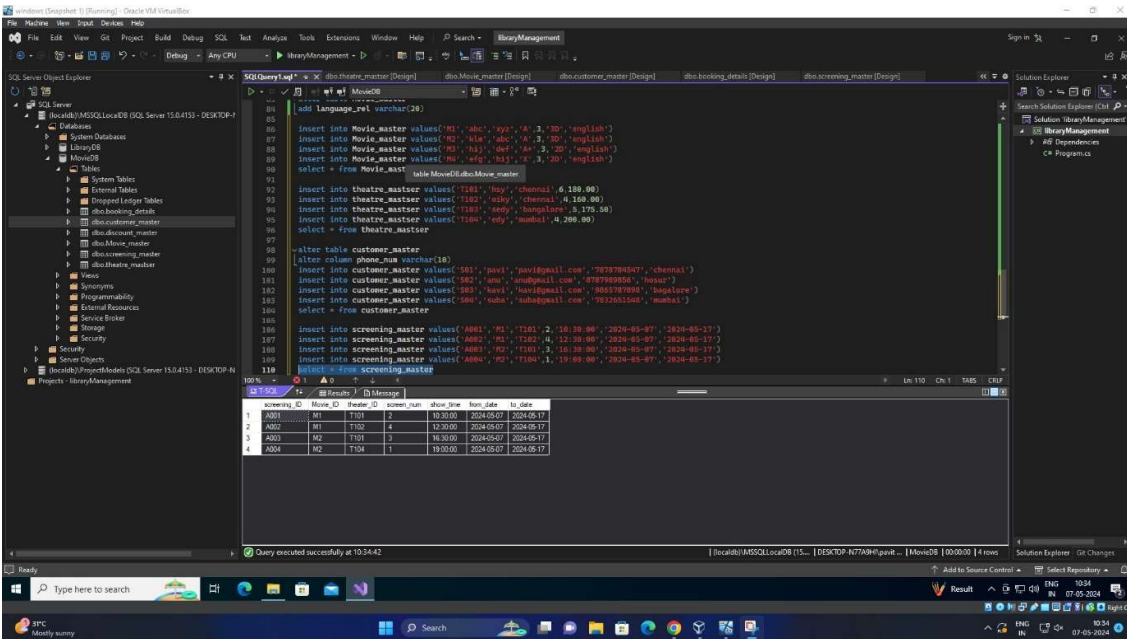 windows (Snapshot 1) [Running] - Oracle VM VirtualBox
File Machine View Input Devices Help
File Edit View Git Project Build Debug SQL Test Analyze Tools Extensions Window Help Search libraryManagement Sign in
Debug Any CPU libraryManagement
SQL Server Object Explorer
SQLQuery1.sql* dbo.theatre_mastser [Design] dbo.Movie_master [Design] dbo.customer_master [Design] dbo.booking_details [Design] dbo.screening_master [Design]
Solution Explorer
MovieDB
Search Solution Explorer (Ctrl
SQL Server
(localdb)\MSSQLLocalDB (SQL Server 15.0.4153 - DESKTOP-
Databases
System Databases
LibraryDB
MovieDB
Tables
System Tables
External Tables
Dropped Ledger Tables
dbo.booking_details
dbo.customer_master
dbo.discount_master
dbo.Movie_master
dbo.screening_master
dbo.theatre_mastser
Views
Synonyms
Programmability
External Resources
Service Broker
Storage
Security
Security
Server Objects
(localdb)\ProjectModels (SQL Server 15.0.4153 - DESKTOP-N
Projects - libraryManagement
84 add language_rel varchar(20)
85
86 insert into Movie_master values('M1','abc','xyz','A',3,'3D','english')
87 insert into Movie_master values('M2','klm','abc','A',3,'2D','english')
88 insert into Movie_master values('M3','hij','def','A+',3,'2D','english')
89 insert into Movie_master values('M4','efg','hij','X',3,'2D','english')
90 select * from Movie_mast
table MovieDB.dbo.Movie_master
91
92 insert into theatre_mastser values('T101','hsy','chennai',6,180.00)
93 insert into theatre_mastser values('T102','eiky','chennai',4,160.00)
94 insert into theatre_mastser values('T103','sedy','bangalore',5,175.50)
95 insert into theatre_mastser values('T104','edy','mumbai',4,200.00)
96 select * from theatre_mastser
97
98 alter table customer_master
99 alter column phone_num varchar(10)
100 insert into customer_master values('S01','pavi','pavi@gmail.com','7878784547','chennai')
101 insert into customer_master values('S02','anu','anu@gmail.com','8787989856','hosur')
102 insert into customer_master values('S03','kavi','kavi@gmail.com','9865787898','bagalore')
103 insert into customer_master values('S04','suba','suba@gmail.com','7832651548','mumbai')
104 select * from customer_master
105
106 insert into screening_master values('A001','M1','T101',2,'10:30:00','2024-05-07','2024-05-17')
107 insert into screening_master values('A002','M1','T102',4,'12:30:00','2024-05-07','2024-05-17')
108 insert into screening_master values('A003','M2','T101',3,'16:30:00','2024-05-07','2024-05-17')
109 insert into screening_master values('A004','M2','T104',1,'19:00:00','2024-05-07','2024-05-17')
110 select * from screening_master
Solution 'libraryManagement'
libraryManagement
Dependencies
C# Program.cs
100 % 1 0 Ln: 110 Ch: 1 TABS CRLF
T-SQL Results Message
screening_ID Movie_ID theater_ID screen_num show_time from_date to_date
1 A001 M1 T101 2 10:30:00 2024-05-07 2024-05-17
2 A002 M1 T102 4 12:30:00 2024-05-07 2024-05-17
3 A003 M2 T101 3 16:30:00 2024-05-07 2024-05-17
4 A004 M2 T104 1 19:00:00 2024-05-07 2024-05-17
Query executed successfully at 10:34:42 (localdb)\MSSQLLocalDB (15.... DESKTOP-N77A9HI\pavit ... MovieDB 00:00:00 4 rows
Solution Explorer Git Changes
Ready Add to Source Control Select Repository
Type here to search Result ENG IN 10:34 07-05-2024
Right C
31°C
Mostly sunny
Search
ENG IN 10:34 07-05-2024